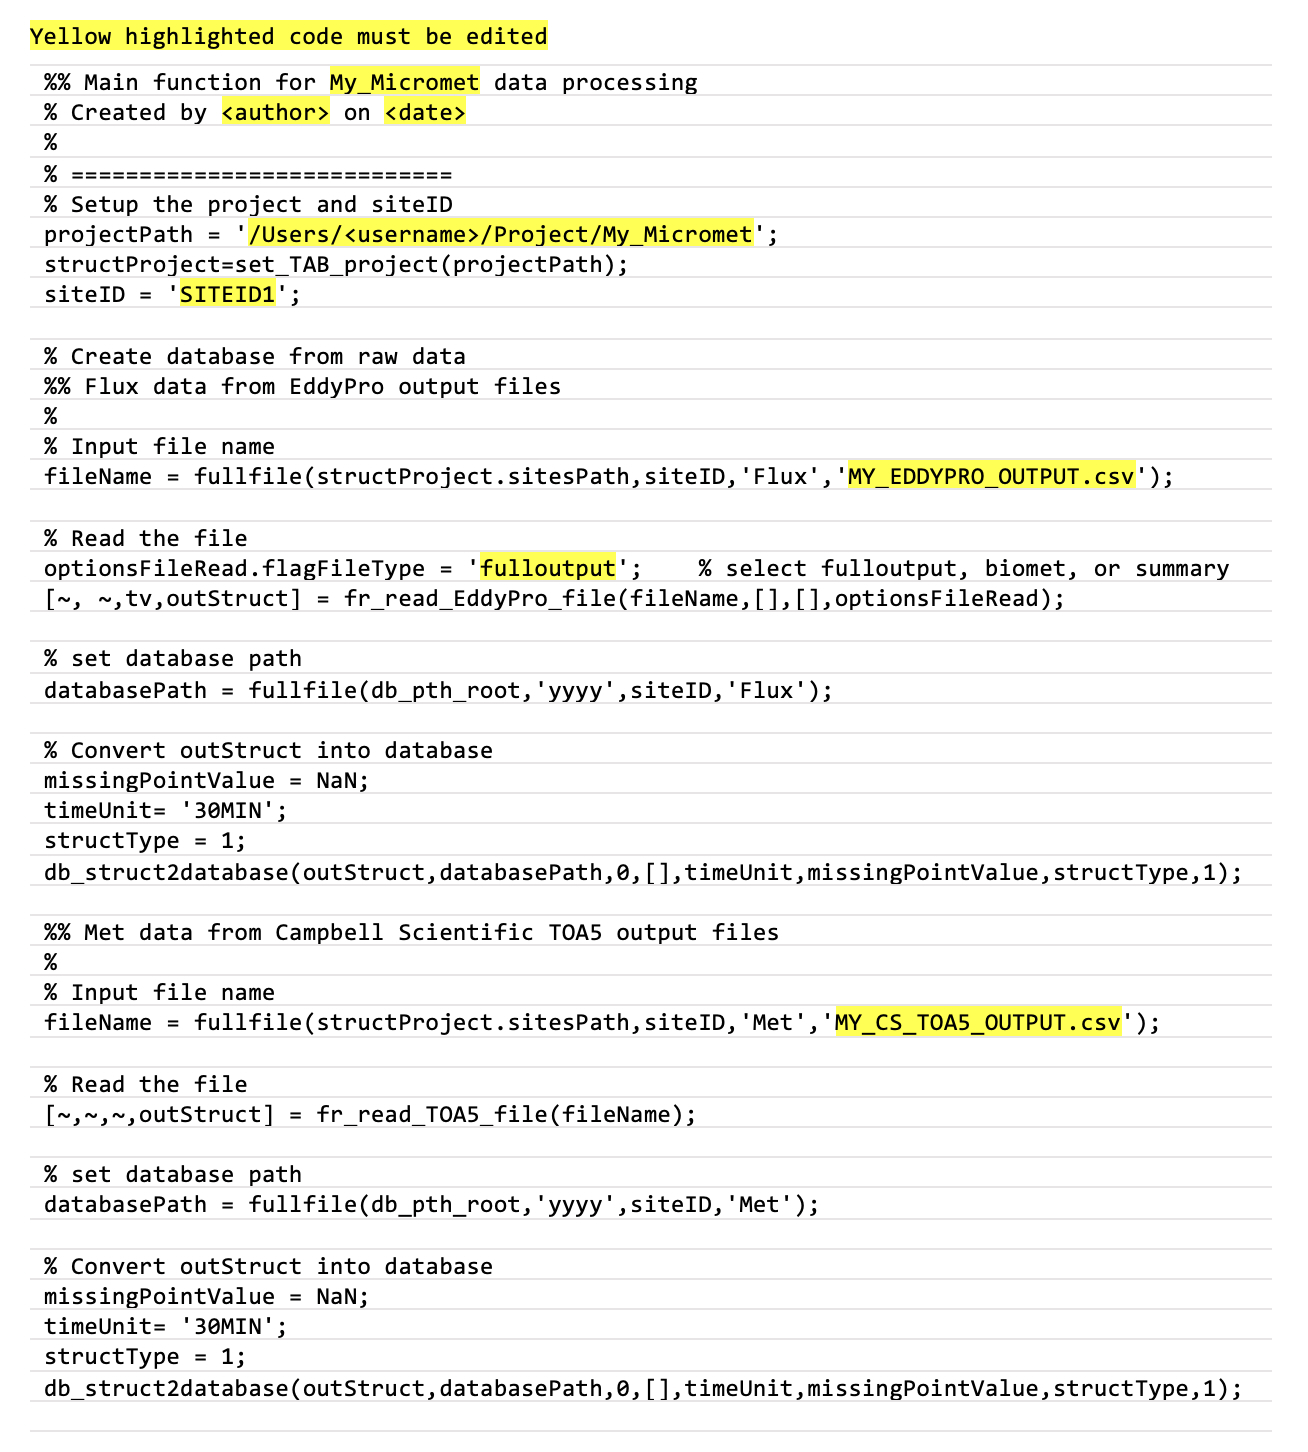 Yellow highlighted code must be edited
%% Main function for My_Micromet data processing
% Created by <author> on <date>
%
% ============================
% Setup the project and siteID
projectPath = '/Users/<username>/Project/My_Micromet';
structProject=set_TAB_project(projectPath);
siteID = 'SITEID1';
% Create database from raw data
%% Flux data from EddyPro output files
%
% Input file name
fileName = fullfile(structProject.sitesPath,siteID,'Flux','MY_EDDYPRO_OUTPUT.csv');
% Read the file
optionsFileRead.flagFileType = 'fulloutput';    % select fulloutput, biomet, or summary
[~, ~,tv,outStruct] = fr_read_EddyPro_file(fileName,[],[],optionsFileRead);
% set database path
databasePath = fullfile(db_pth_root,'yyyy',siteID,'Flux');
% Convert outStruct into database
missingPointValue = NaN;
timeUnit= '30MIN';
structType = 1;
db_struct2database(outStruct,databasePath,0,[],timeUnit,missingPointValue,structType,1);
%% Met data from Campbell Scientific TOA5 output files
%
% Input file name
fileName = fullfile(structProject.sitesPath,siteID,'Met','MY_CS_TOA5_OUTPUT.csv');
% Read the file
[~,~,~,outStruct] = fr_read_TOA5_file(fileName);
% set database path
databasePath = fullfile(db_pth_root,'yyyy',siteID,'Met');
% Convert outStruct into database
missingPointValue = NaN;
timeUnit= '30MIN';
structType = 1;
db_struct2database(outStruct,databasePath,0,[],timeUnit,missingPointValue,structType,1);